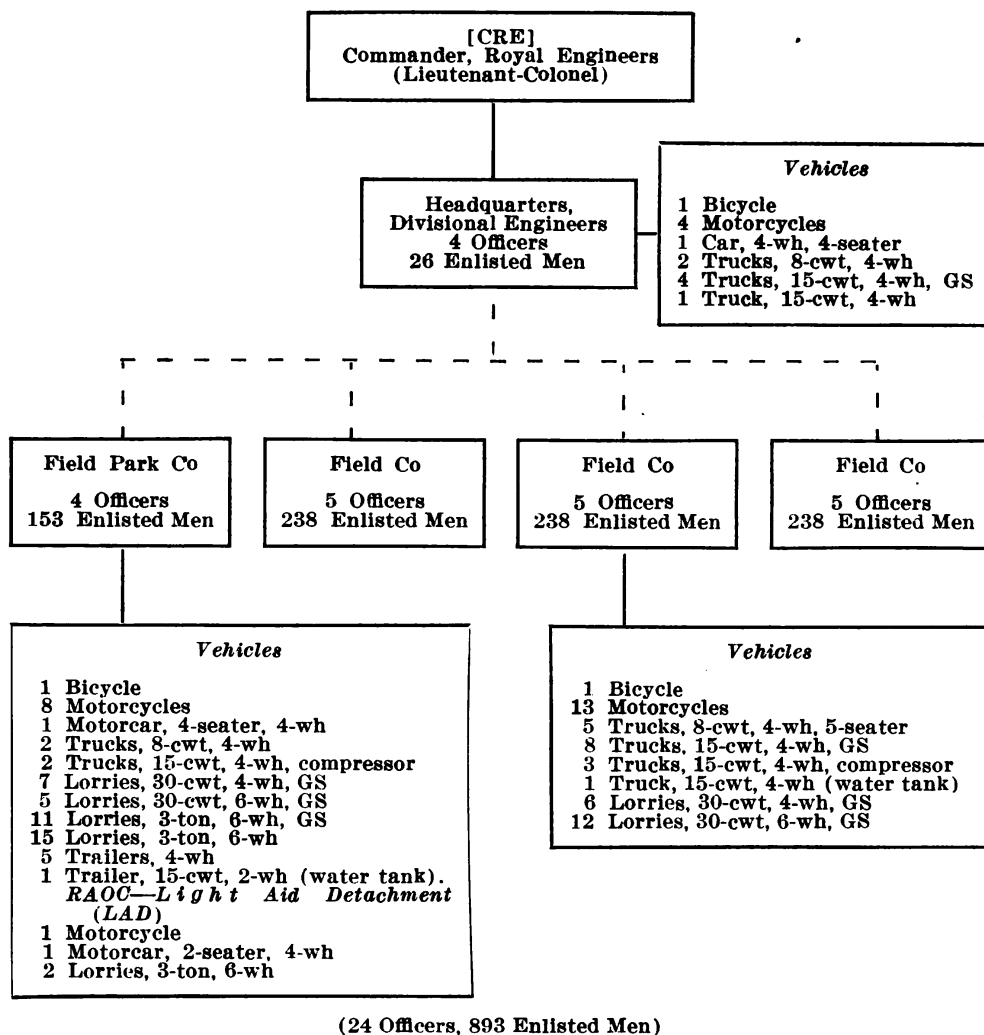 [CRE]
Commander, Royal Engineers
(Lieutenant-Colonel)
Headquarters,
Divisional Engineers
4 Officers
26 Enlisted Men
Vehicles
1 Bicycle
4 Motorcycles
1 Car, 4-wh, 4-seater
2 Trucks, 8-cwt, 4-wh
4 Trucks, 15-cwt, 4-wh, GS
1 Truck, 15-cwt, 4-wh
Field Park Co
4 Officers
153 Enlisted Men
Field Co
5 Officers
238 Enlisted Men
Field Co
5 Officers
238 Enlisted Men
Field Co
5 Officers
238 Enlisted Men
Vehicles
1 Bicycle
8 Motorcycles
1 Motorcar, 4-seater, 4-wh
2 Trucks, 8-cwt, 4-wh
2 Trucks, 15-cwt, 4-wh, compressor
7 Lorries, 30-cwt, 4-wh, GS
5 Lorries, 30-cwt, 6-wh, GS
11 Lorries, 3-ton, 6-wh, GS
15 Lorries, 3-ton, 6-wh
5 Trailers, 4-wh
1 Trailer, 15-cwt, 2-wh (water tank).
RAOC—Light Aid Detachment
(LAD)
1 Motorcycle
1 Motorcar, 2-seater, 4-wh
2 Lorries, 3-ton, 6-wh
Vehicles
1 Bicycle
13 Motorcycles
5 Trucks, 8-cwt, 4-wh, 5-seater
8 Trucks, 15-cwt, 4-wh, GS
3 Trucks, 15-cwt, 4-wh, compressor
1 Truck, 15-cwt, 4-wh (water tank)
6 Lorries, 30-cwt, 4-wh, GS
12 Lorries, 30-cwt, 6-wh, GS
(24 Officers, 893 Enlisted Men)